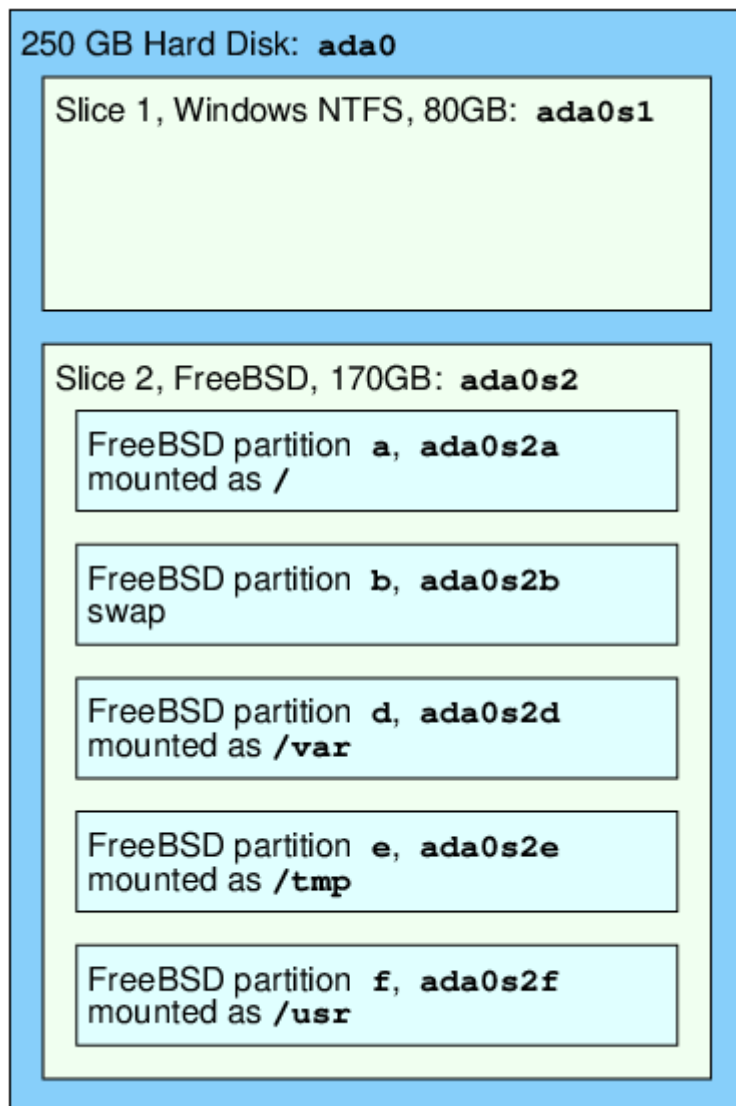 250 GB Hard Disk: ada0
Slice 1, Windows NTFS, 80GB: ada0s1
Slice 2, FreeBSD, 170GB: ada0s2
FreeBSD partition a, ada0s2a
mounted as /
FreeBSD partition b, ada0s2b
swap
FreeBSD partition d, ada0s2d
mounted as /var
FreeBSD partition e, ada0s2e
mounted as /tmp
FreeBSD partition f, ada0s2f
mounted as /usr